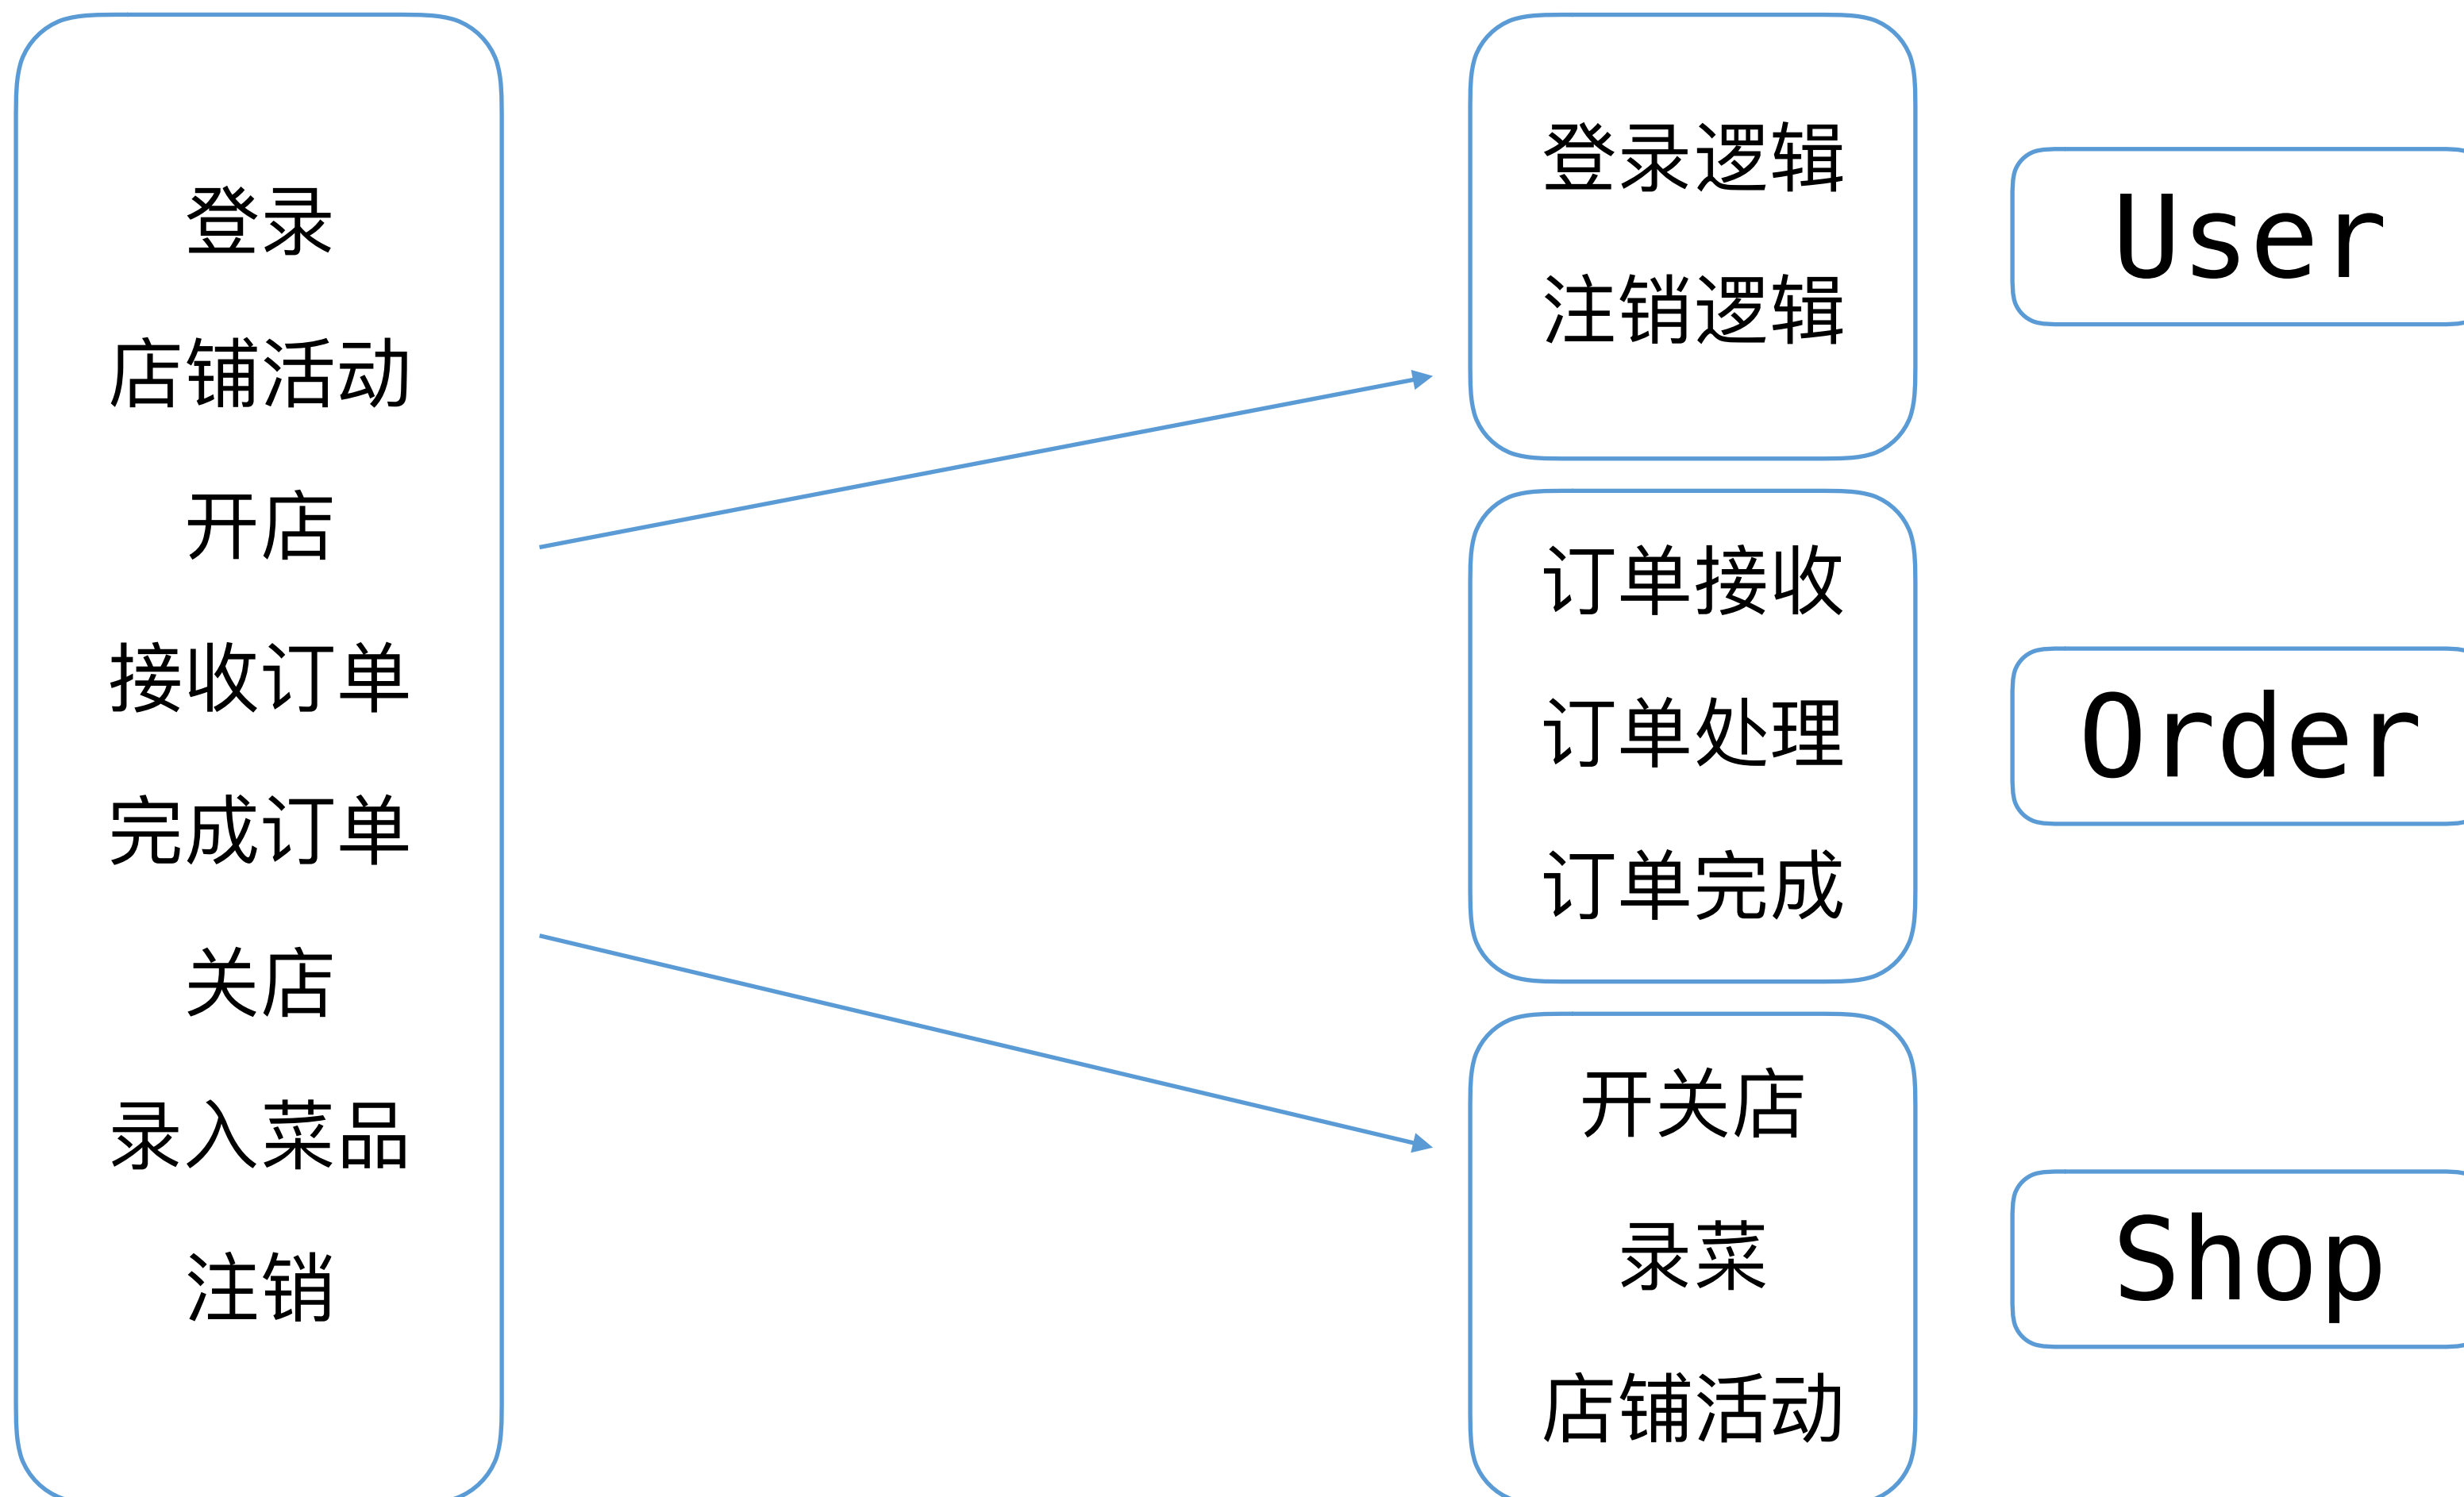 登录
店铺活动
开店
接收订单
完成订单
关店
录入菜品
注销
登录逻辑
注销逻辑
User
订单接收
订单处理
订单完成
Order
开关店
录菜
店铺活动
Shop